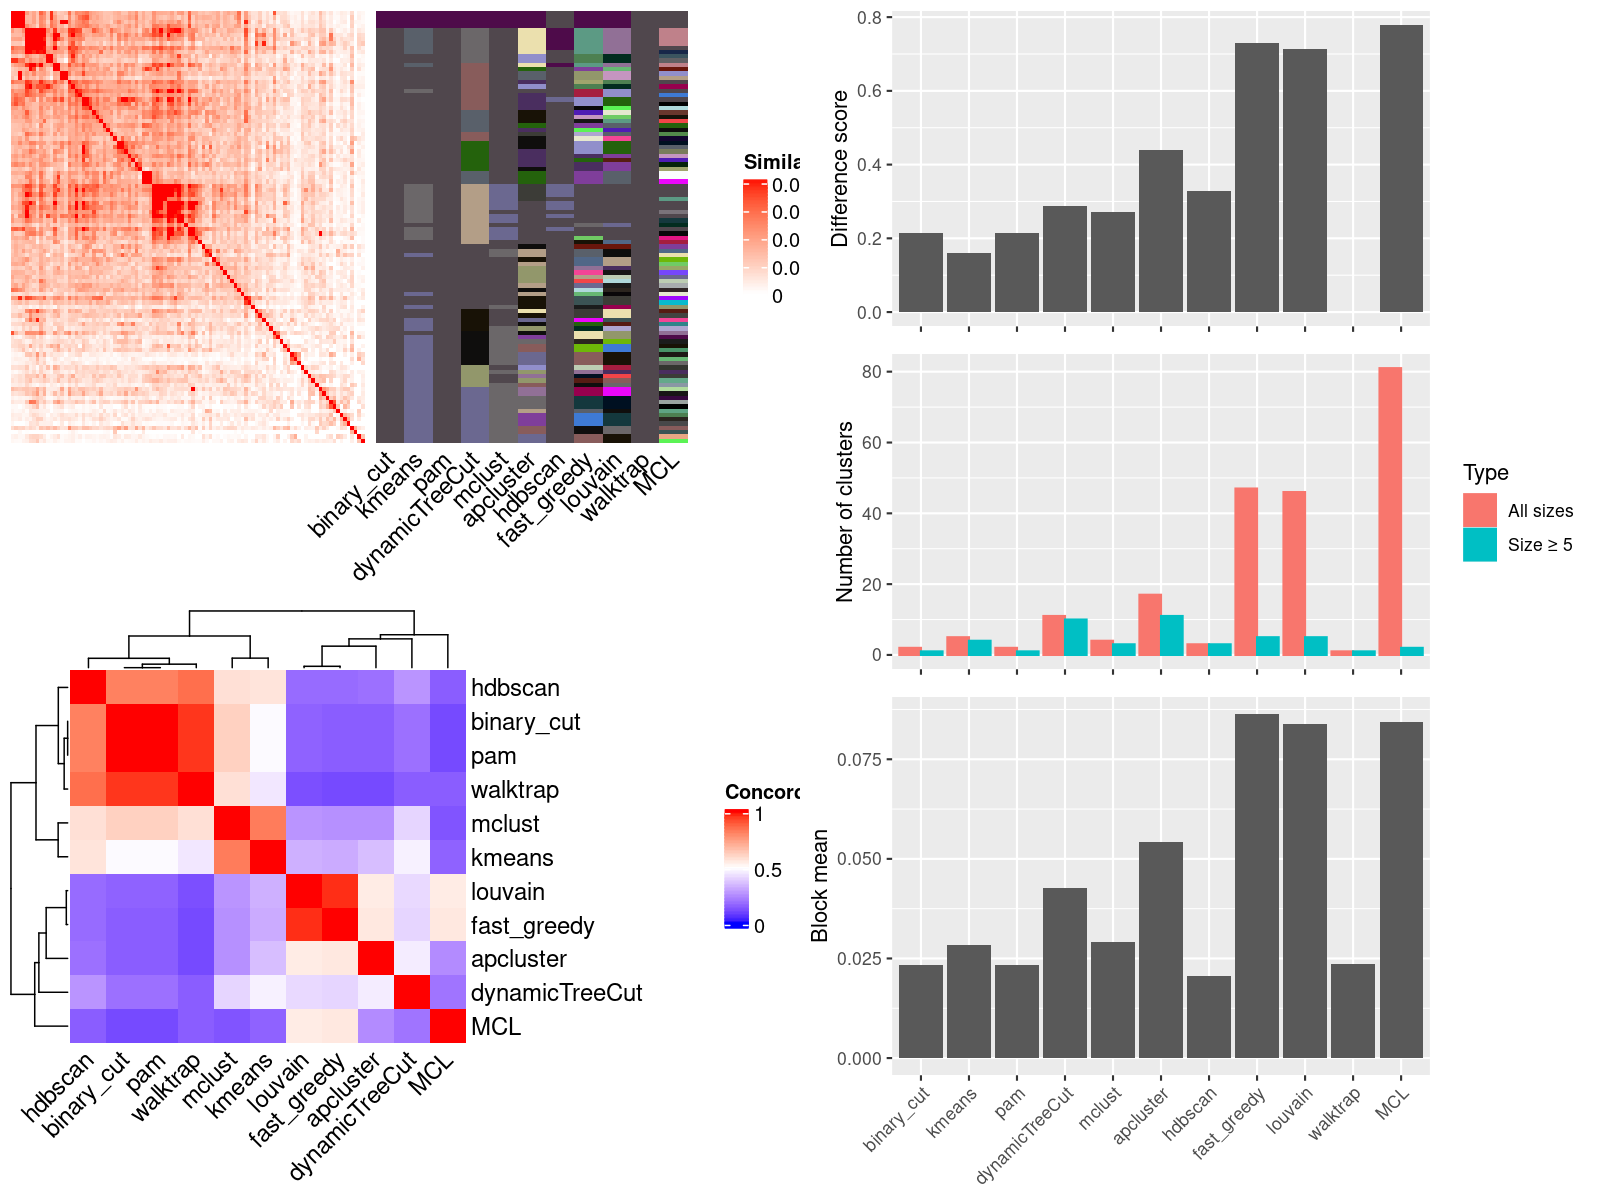 Simila
0.0
0.0
0.0
0.0
0
binary_cut
kmeans
pam
dynamicTreeCut
mclust
apcluster
hdbscan
fast_greedy
louvain
walktrap
MCL
hdbscan
binary_cut
pam
walktrap
mclust
kmeans
louvain
fast_greedy
apcluster
dynamicTreeCut
MCL
hdbscan
binary_cut
pam
walktrap
mclust
kmeans
louvain
fast_greedy
apcluster
dynamicTreeCut
MCL
Concord
1
0.5
0
Difference score
0.8
0.6
0.4
0.2
0.0
Number of clusters
80
60
40
20
0
Type
All sizes
Size ≥ 5
Block mean
0.075
0.050
0.025
0.000
binary_cut
kmeans
pam
dynamicTreeCut
mclust
apcluster
hdbscan
fast_greedy
louvain
walktrap
MCL